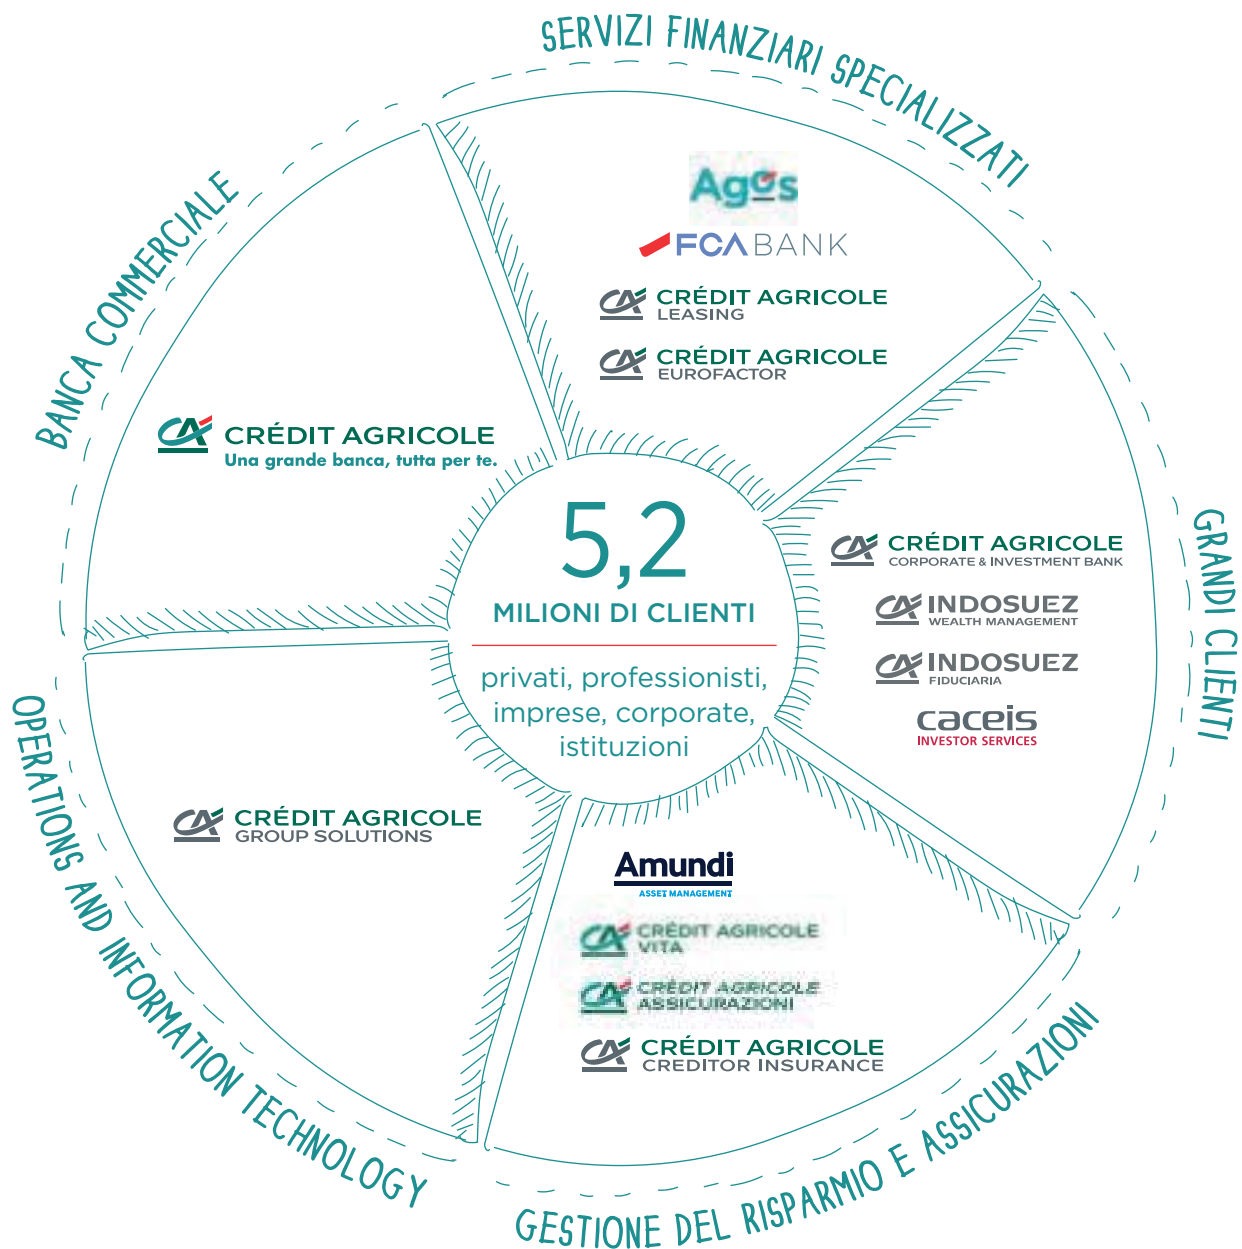 SERVIZI FINANZIARI SPECIALIZZATI
Agos
FCA BANK
CRÉDIT AGRICOLE
LEASING
CRÉDIT AGRICOLE
EUROFACTOR
BANCA COMMERCIALE
CRÉDIT AGRICOLE
Una grande banca, tutta per te.
5,2
MILIONI DI CLIENTI
privati, professionisti,
imprese, corporate,
istituzioni
GRANDI CLIENTI
CRÉDIT AGRICOLE
CORPORATE & INVESTMENT BANK
INDOSUEZ
WEALTH MANAGEMENT
INDOSUEZ
FIDUCIARIA
caceis
INVESTOR SERVICES
OPERATIONS AND INFORMATION TECHNOLOGY
CRÉDIT AGRICOLE
GROUP SOLUTIONS
Amundi
ASSET MANAGEMENT
CRÉDIT AGRICOLE
VITA
CRÉDIT AGRICOLE
ASSICURAZIONI
CRÉDIT AGRICOLE
CREDITOR INSURANCE
GESTIONE DEL RISPARMIO E ASSICURAZIONI